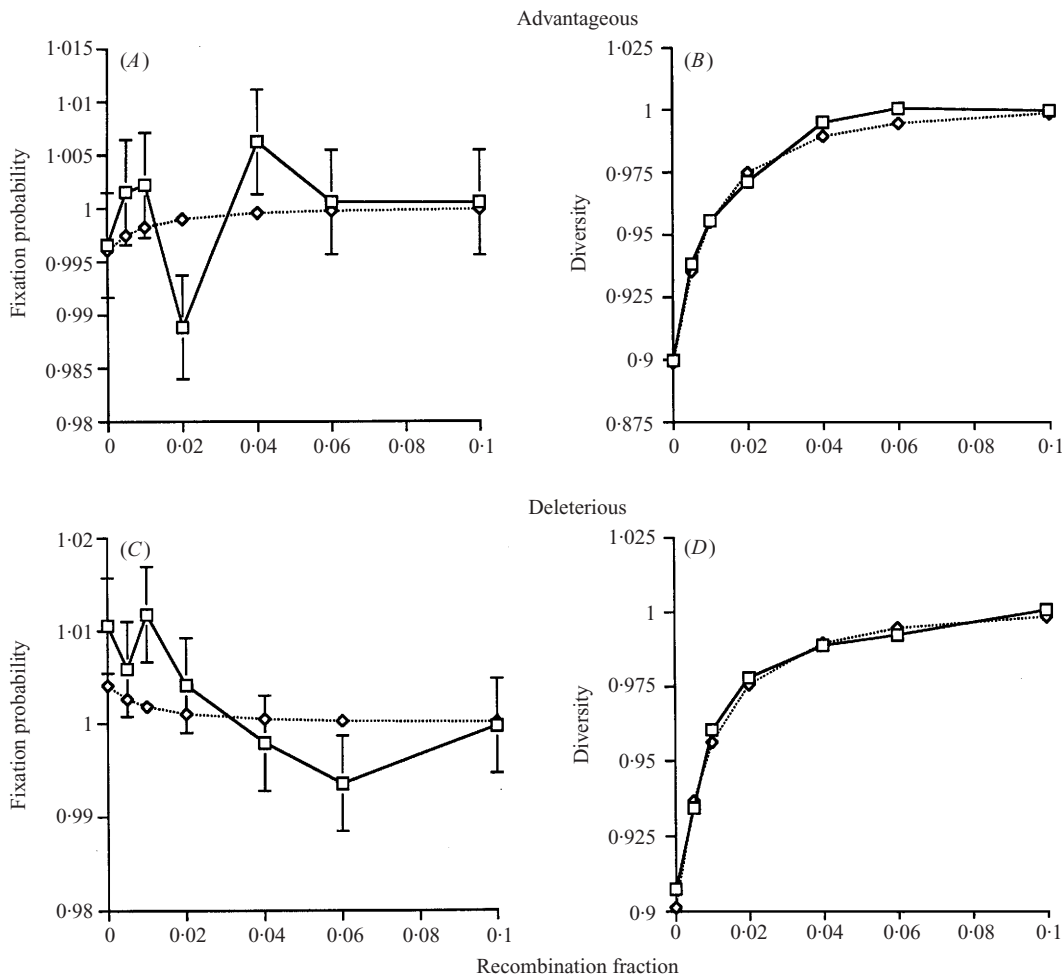 Advantageous
(A)
Fixation probability
1·015
1·01
1·005
1
0·995
0·99
0·985
0·98
0 0·02 0·04 0·06 0·08 0·1
(B)
Diversity
1·025
1
0·975
0·95
0·925
0·9
0·875
0 0·02 0·04 0·06 0·08 0·1
Deleterious
(C)
Fixation probability
1·02
1·01
1
0·99
0·98
0 0·02 0·04 0·06 0·08 0·1
(D)
Diversity
1·025
1
0·975
0·95
0·925
0·9
0 0·02 0·04 0·06 0·08 0·1
Recombination fraction